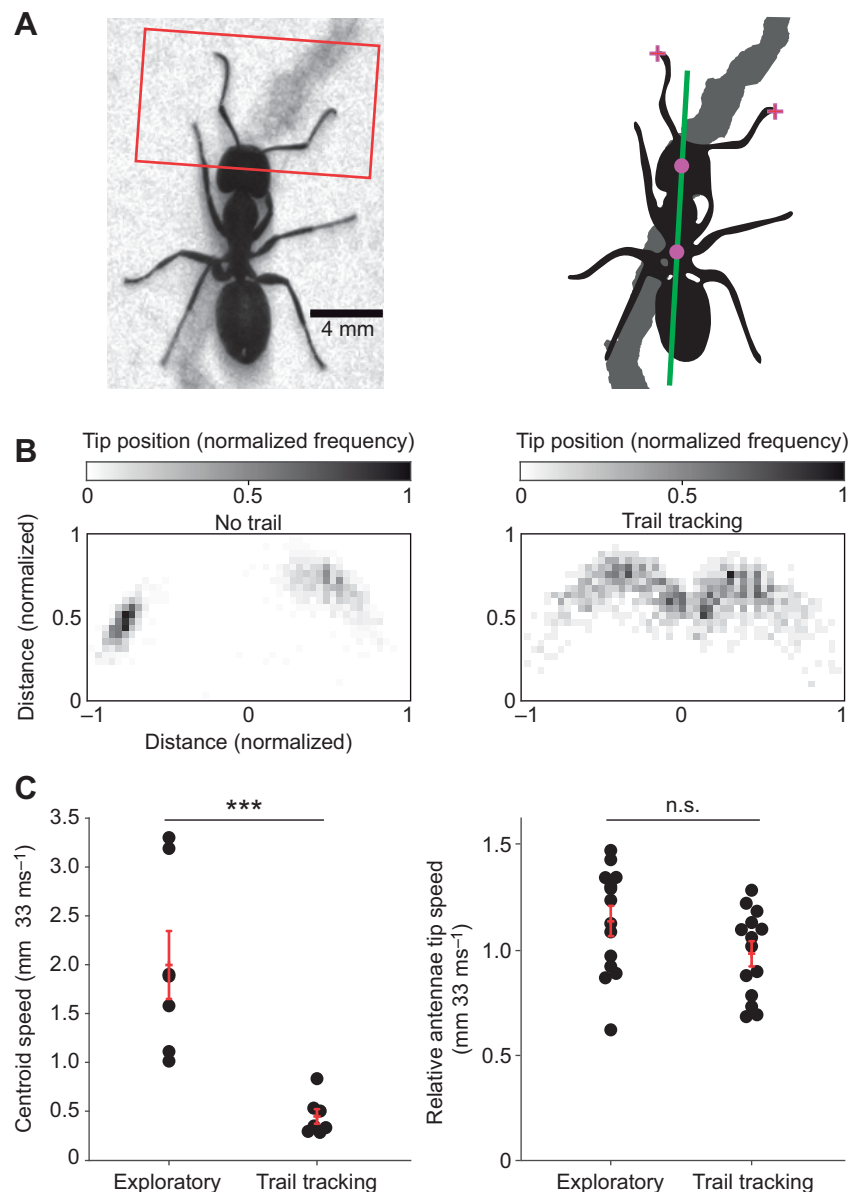 A
4 mm
B
Tip position (normalized frequency)
0 0.5 1
No trail
Distance (normalized)
1
0.5
0
–1 0 1
Distance (normalized)
Tip position (normalized frequency)
0 0.5 1
Trail tracking
1
0.5
0
–1 0 1
C
***
Centroid speed (mm 33 ms–1)
3.5
3.0
2.5
2.0
1.5
1.0
0.5
0
Exploratory Trail tracking
n.s.
Relative antennae tip speed
(mm 33 ms–1)
1.5
1.0
0.5
0
Exploratory Trail tracking